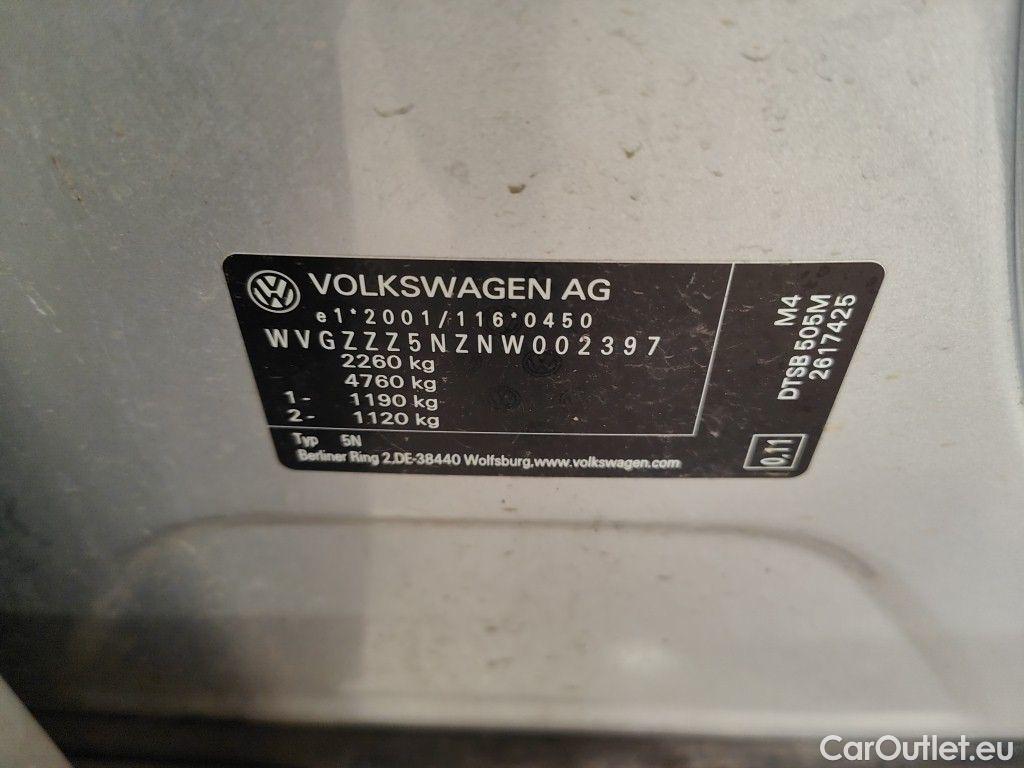 VOLKSWAGEN AG
e1*2001/116*0450
WVGZZZ5NZNW002397
2260 kg
4760 kg
1- 1190 kg
2- 1120 kg
Typ 5N
Berliner Ring 2,DE-38440 Wolfsburg,www.volkswagen.com
M4
DTSB 505M
2617425
0.11
CarOutlet.eu